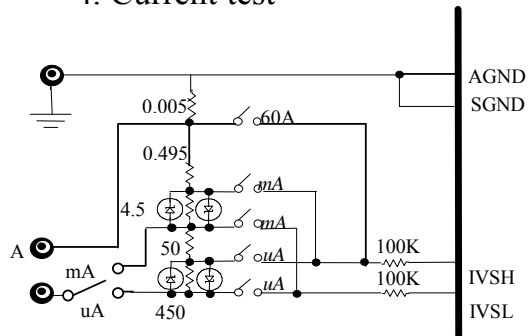 4. Current test
AGND
SGND
0.005
60A
0.495
mA
4.5
mA
A
50
uA
100K
mA
IVSH
uA
100K
uA
450
IVSL